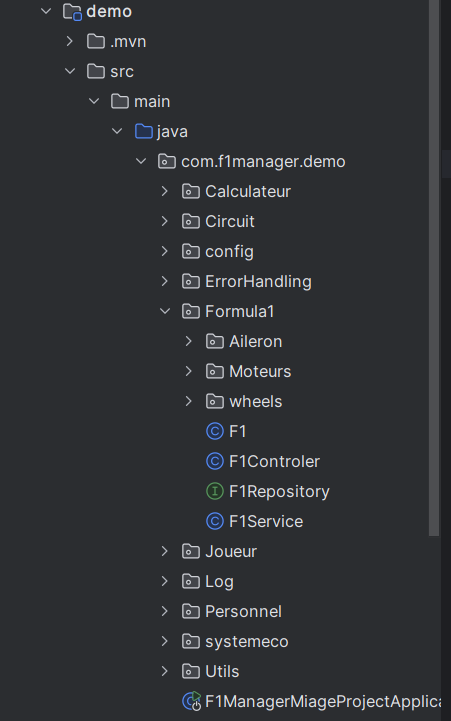 demo
.mvn
src
main
java
com.f1manager.demo
Calculateur
Circuit
config
ErrorHandling
Formula1
Aileron
Moteurs
wheels
F1
F1Controler
F1Repository
F1Service
Joueur
Log
Personnel
systemeco
Utils
F1ManagerMiageProjectApplica